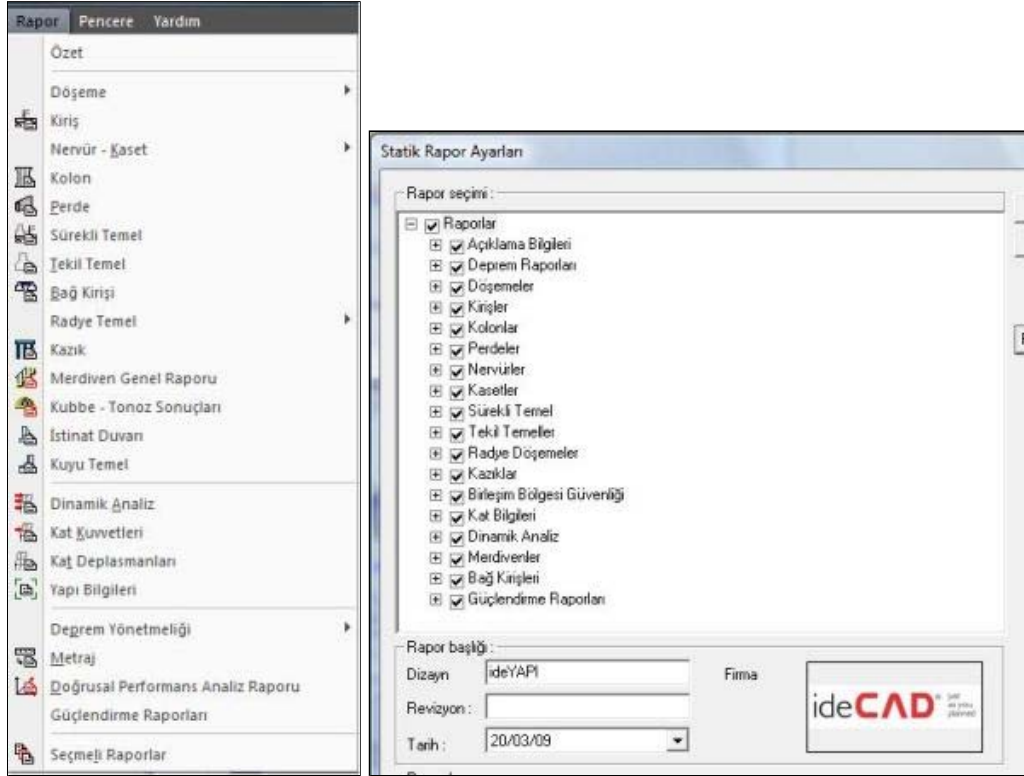 Rapor Pencere Yardım
Özet
Döşeme
Kiriş
Nervür - Kaset
Kolon
Perde
Sürekli Temel
Tekil Temel
Bağ Kirişi
Radye Temel
Kazık
Merdiven Genel Raporu
Kubbe - Tonoz Sonuçları
İstinat Duvarı
Kuyu Temel
Dinamik Analiz
Kat Kuvvetleri
Kat Deplasmanları
Yapı Bilgileri
Deprem Yönetmeliği
Metraj
Doğrusal Performans Analiz Raporu
Güçlendirme Raporları
Seçmeli Raporlar
Statik Rapor Ayarları
Rapor seçimi :
Raporlar
Açıklama Bilgileri
Deprem Raporları
Döşemeler
Kirişler
Kolonlar
Perdeler
Nervürler
Kasetler
Sürekli Temel
Tekil Temeller
Radye Döşemeler
Kazıklar
Birleşim Bölgesi Güvenliği
Kat Bilgileri
Dinamik Analiz
Merdivenler
Bağ Kirişleri
Güçlendirme Raporları
Rapor başlığı :
Dizayn ideYAPI Firma
Revizyon :
ideCAD just as you planned
Tarih : 20/03/09